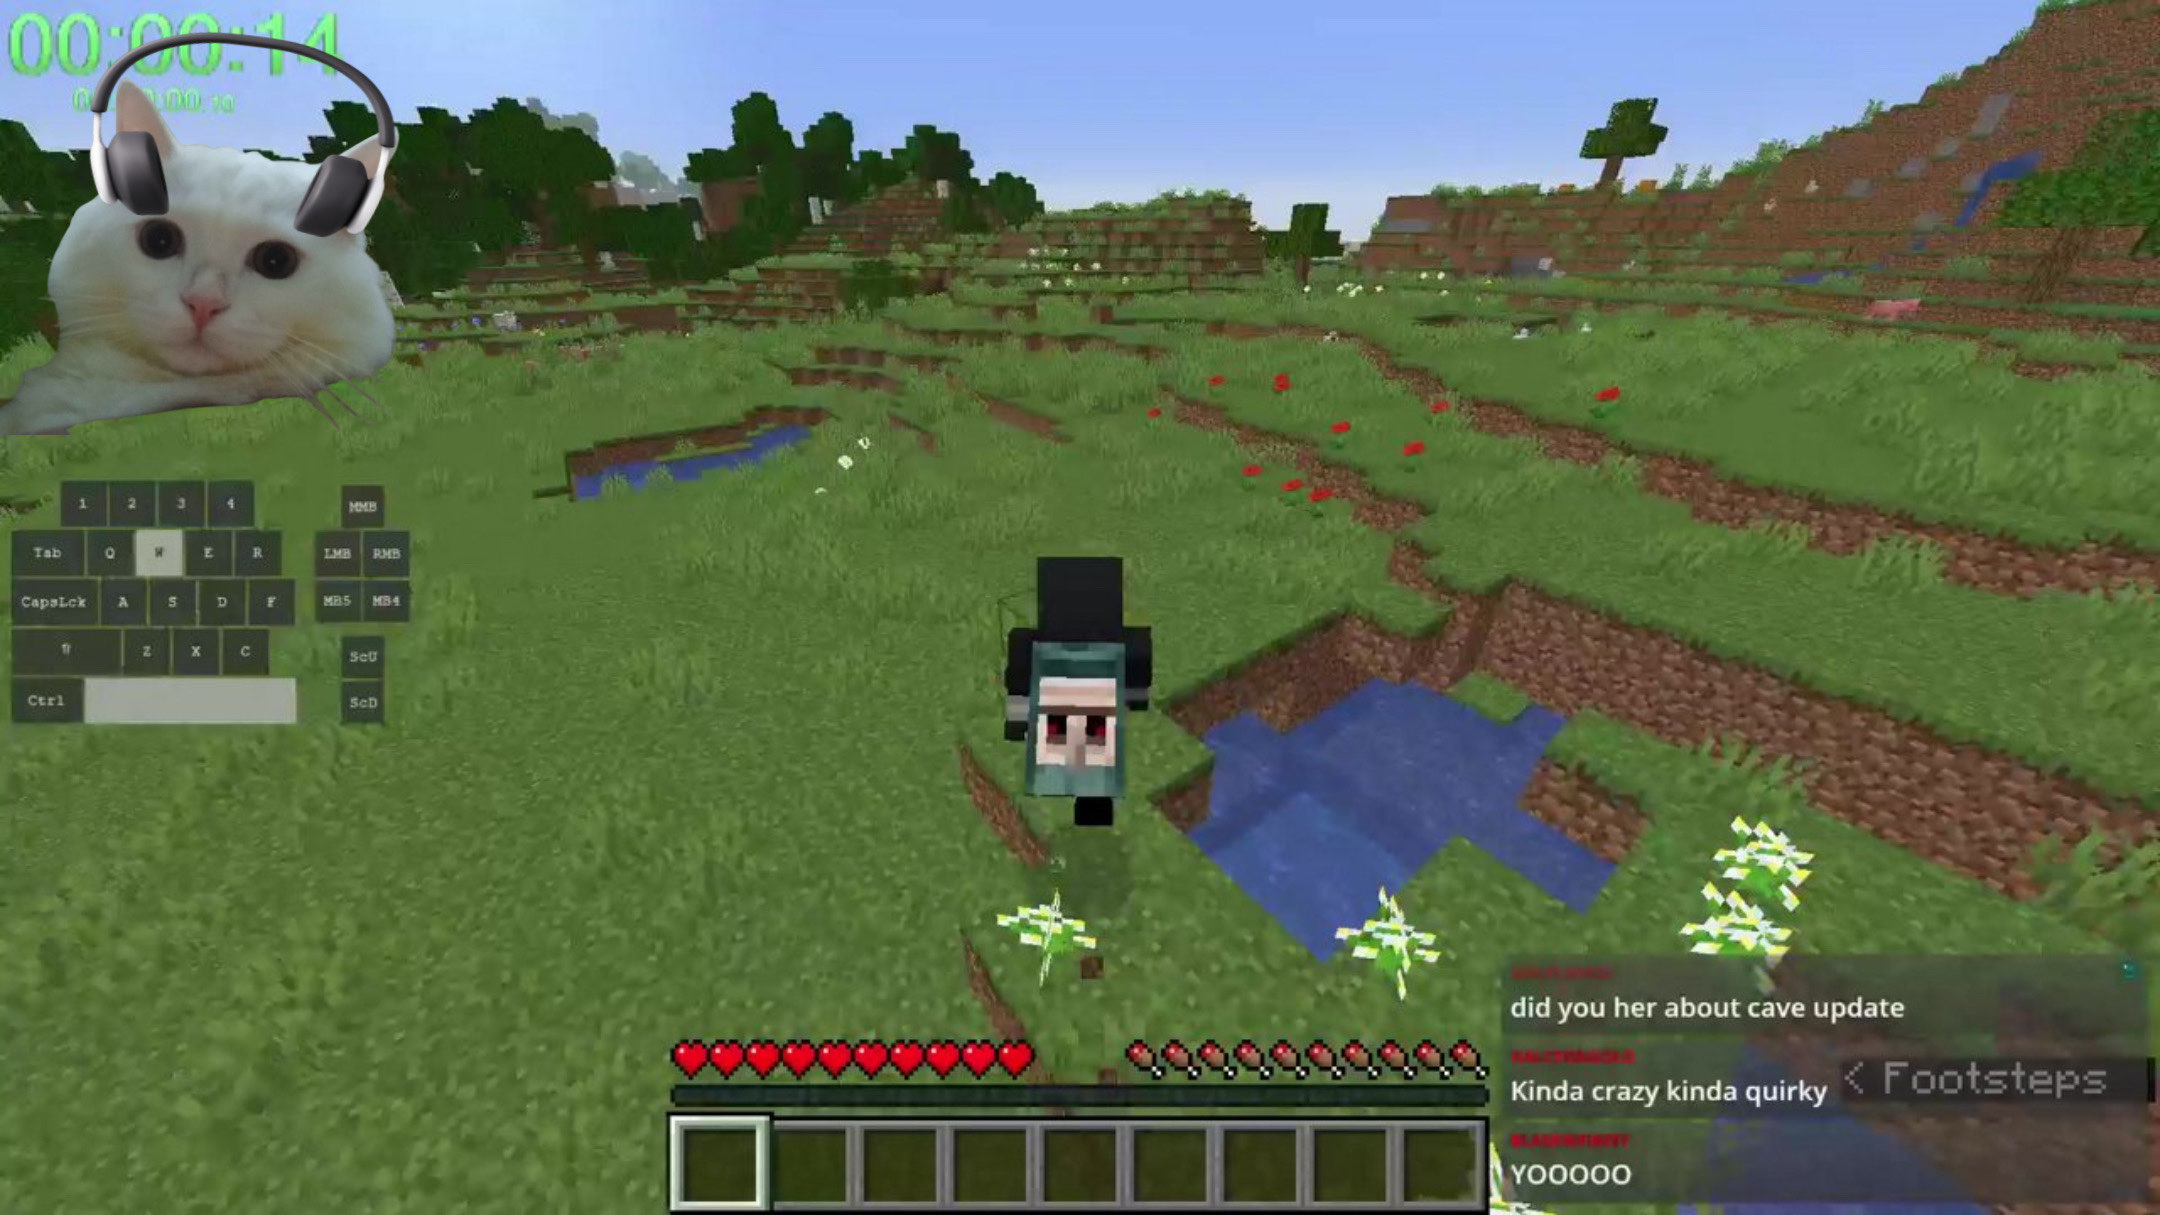 00:00:14
1 2 3 4 MMB
Tab Q W E R LMB RMB
CapsLck A S D F MB5 MB4
⇧ Z X C ScU
Ctrl ScD
did you her about cave update
Kinda crazy kinda quirky
< Footsteps
YOOOOO